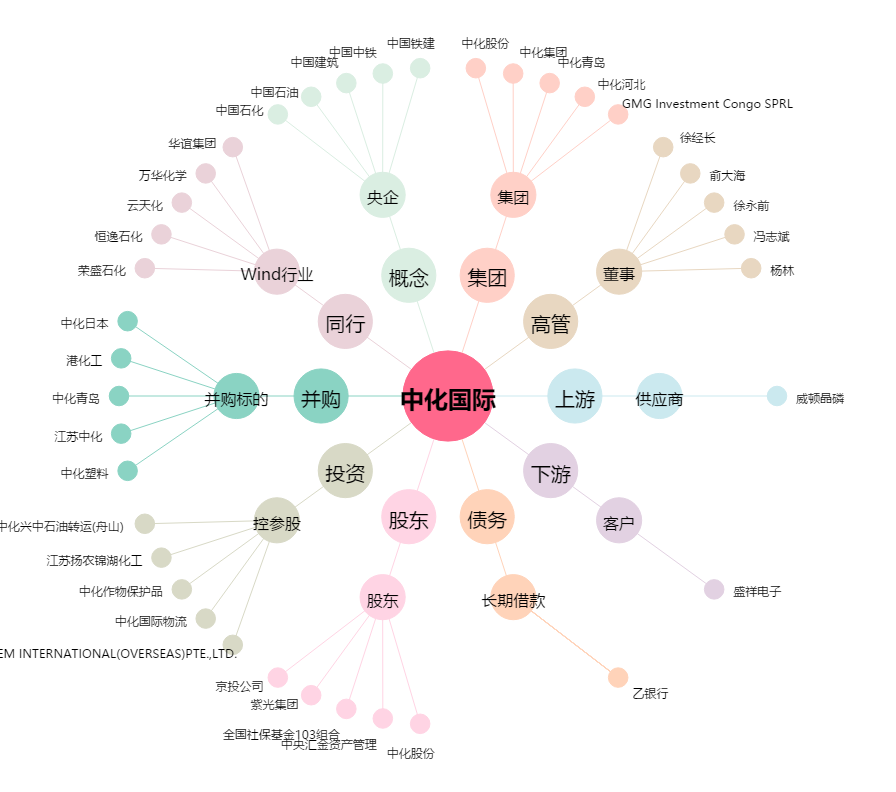 中国铁建
中化股份
中国中铁
中化集团
中国建筑
中化青岛
中国石油
中化河北
中国石化
GMG Investment Congo SPRL
华谊集团
徐经长
万华化学
俞大海
央企
集团
云天化
徐永前
恒逸石化
冯志斌
荣盛石化
Wind行业
概念
集团
董事
杨林
中化日本
同行
高管
港化工
中化青岛
并购标的
并购
中化国际
上游
供应商
威顿晶磷
江苏中化
中化塑料
投资
下游
中化兴中石油转运(舟山)
控参股
股东
债务
客户
江苏扬农锦湖化工
中化作物保护品
盛祥电子
股东
长期借款
中化国际物流
EM INTERNATIONAL(OVERSEAS)PTE.,LTD.
京投公司
乙银行
紫光集团
全国社保基金103组合
中央汇金资产管理
中化股份